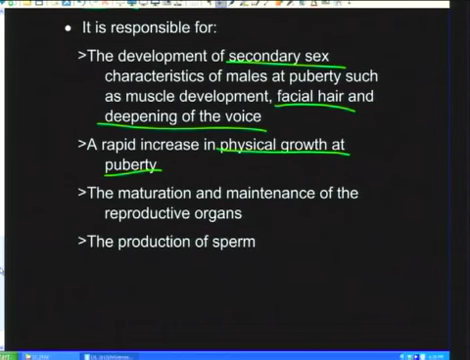 • It is responsible for:
>The development of secondary sex
characteristics of males at puberty such
as muscle development, facial hair and
deepening of the voice
>A rapid increase in physical growth at
puberty
>The maturation and maintenance of the
reproductive organs
>The production of sperm